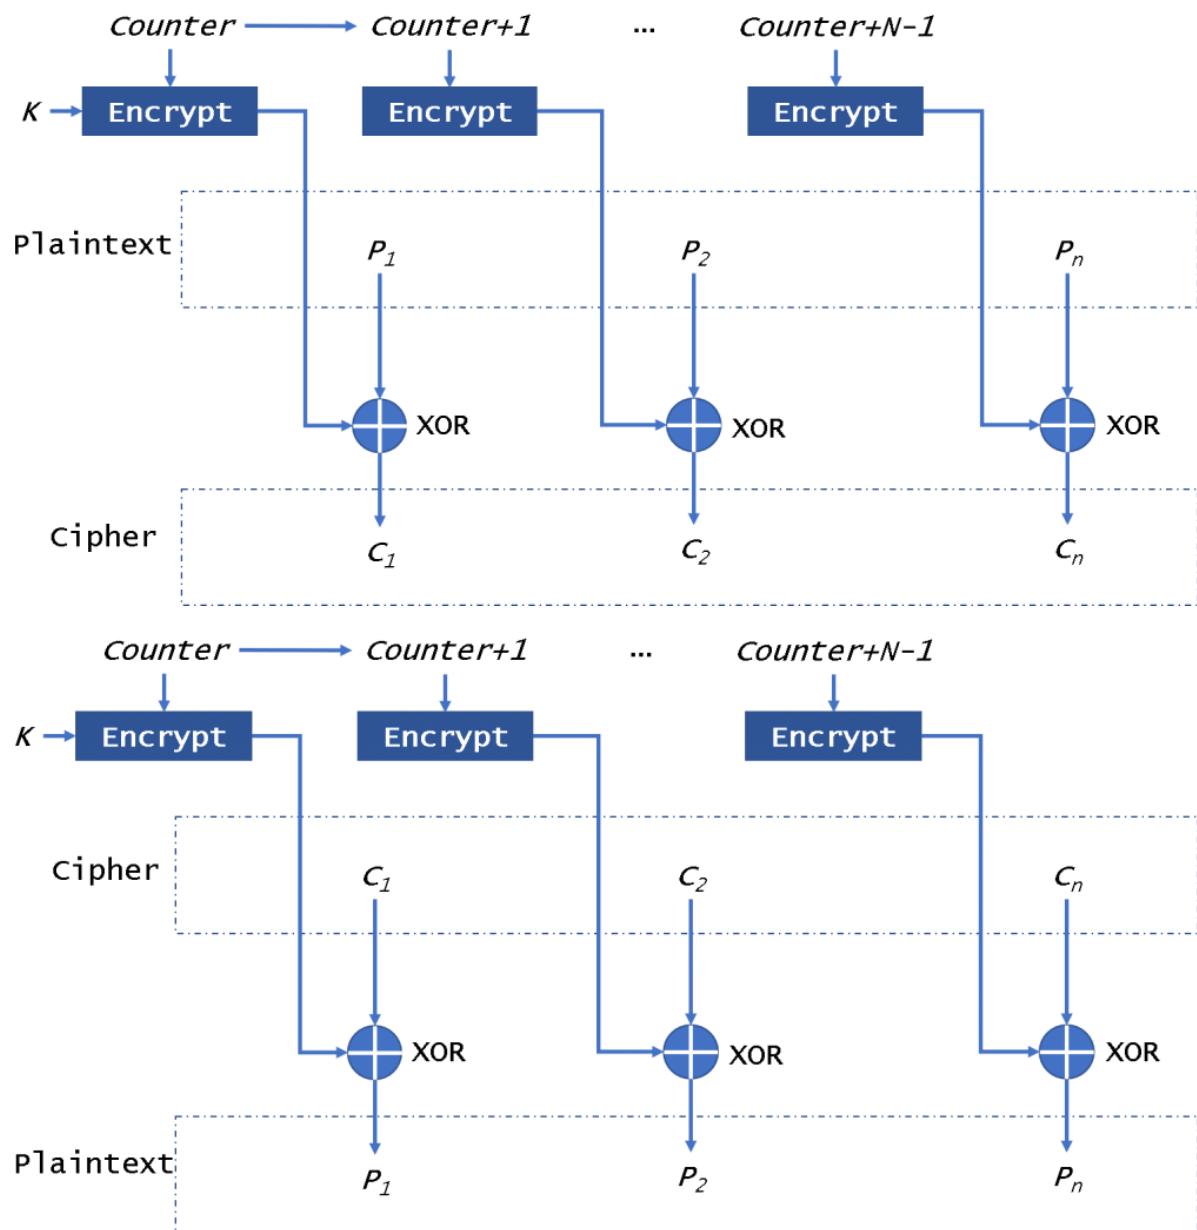 Counter Counter+1 ... Counter+N-1
K Encrypt Encrypt Encrypt
Plaintext P1 P2 Pn
XOR XOR XOR
Cipher C1 C2 Cn
Counter Counter+1 ... Counter+N-1
K Encrypt Encrypt Encrypt
Cipher C1 C2 Cn
XOR XOR XOR
Plaintext P1 P2 Pn